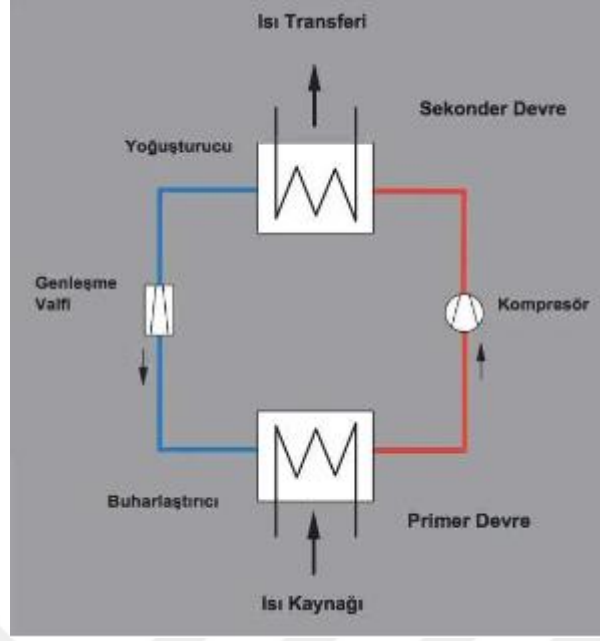 Isı Transferi
Sekonder Devre
Yoğuşturucu
Genleşme
Valfi
Kompresör
Buharlaştırıcı
Primer Devre
Isı Kaynağı